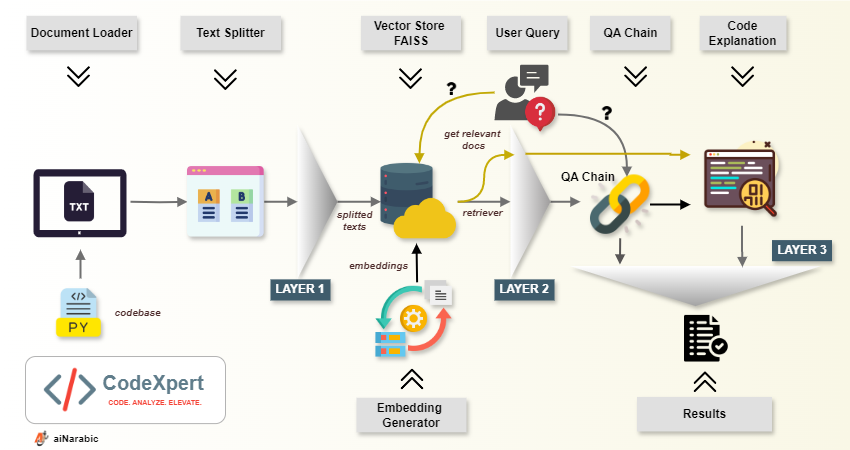 Document Loader
Text Splitter
Vector Store
FAISS
User Query
QA Chain
Code
Explanation
?
?
?
get relevant
docs
TXT
A
B
QA Chain
splitted
texts
retriever
LAYER 3
embeddings
LAYER 1
LAYER 2
</>
PY
codebase
</>
CodeXpert
CODE. ANALYZE. ELEVATE.
Embedding
Generator
Results
aiNarabic